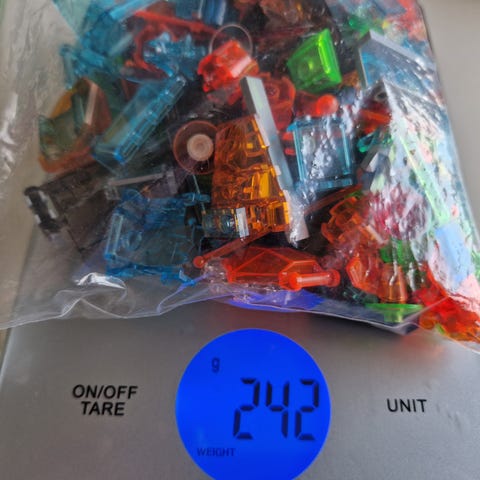 g
ON/OFF
TARE
242
UNIT
WEIGHT